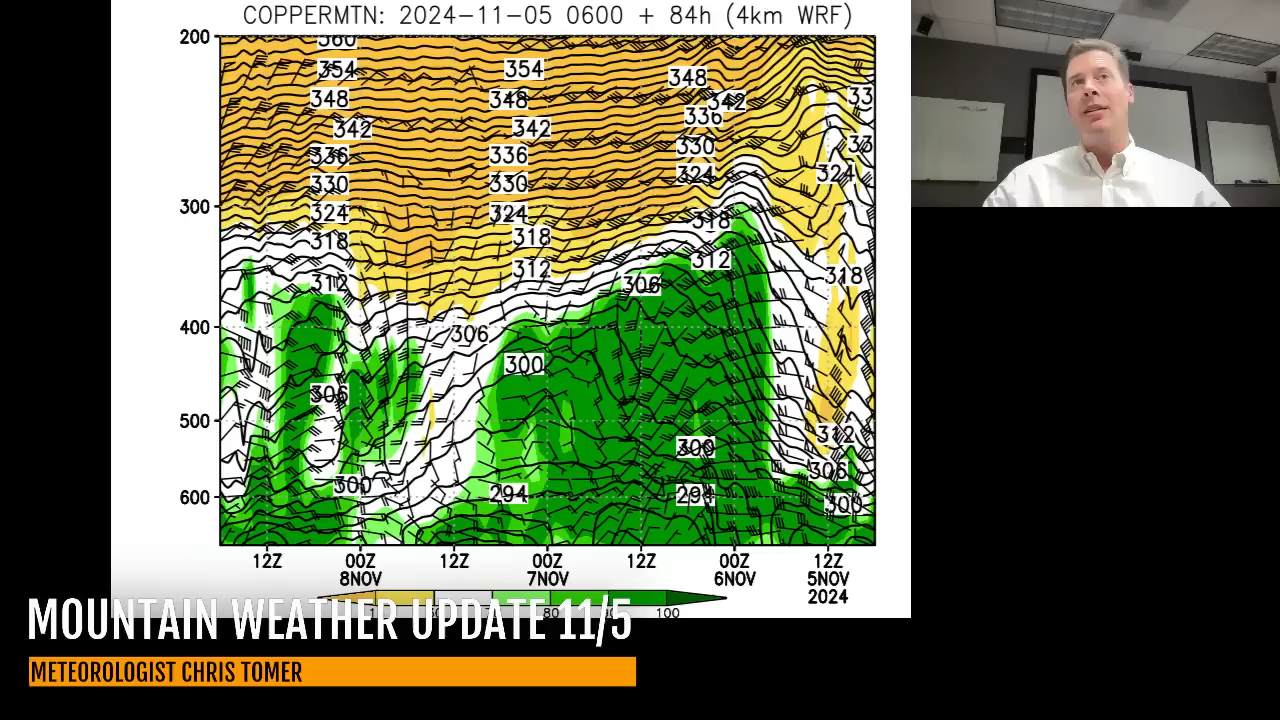 COPPERMTN: 2024-11-05 0600 + 84h (4km WRF)
200
300
400
500
600
360
354 354 348
348 348 342
336
342 342
336 336 330
330 330 324 324
324 324 318
318 318 312 318
312 312 306
306 300
306 300 312
306
300 294 294 300
12Z 00Z 12Z 00Z 12Z 00Z 12Z
8NOV 7NOV 6NOV 5NOV
2024
80 100
MOUNTAIN WEATHER UPDATE 11/5
METEOROLOGIST CHRIS TOMER